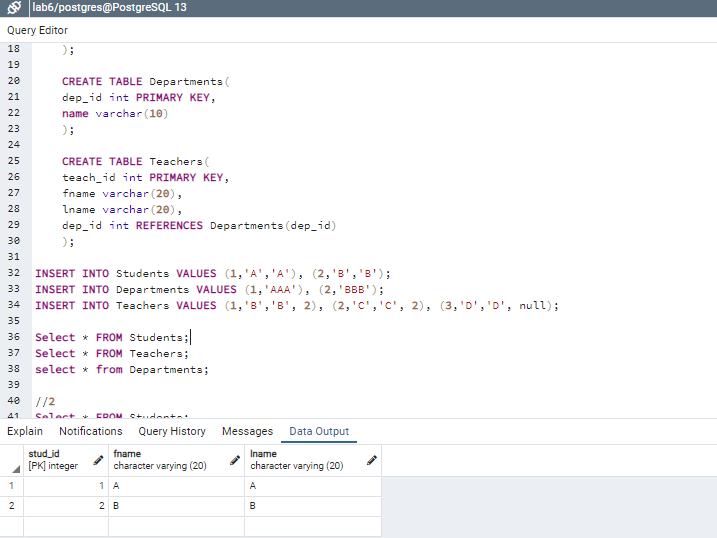 lab6/postgres@PostgreSQL 13
Query Editor
18 );
19
20 CREATE TABLE Departments(
21 dep_id int PRIMARY KEY,
22 name varchar(10)
23 );
24
25 CREATE TABLE Teachers(
26 teach_id int PRIMARY KEY,
27 fname varchar(20),
28 lname varchar(20),
29 dep_id int REFERENCES Departments(dep_id)
30 );
31
32 INSERT INTO Students VALUES (1,'A','A'), (2,'B','B');
33 INSERT INTO Departments VALUES (1,'AAA'), (2,'BBB');
34 INSERT INTO Teachers VALUES (1,'B','B', 2), (2,'C','C', 2), (3,'D','D', null);
35
36 Select * FROM Students;
37 Select * FROM Teachers;
38 select * from Departments;
39
40 //2
41 Select * FROM Students;
Explain Notifications Query History Messages Data Output
stud_id fname lname
[PK] integer character varying (20) character varying (20)
1 1 A A
2 2 B B